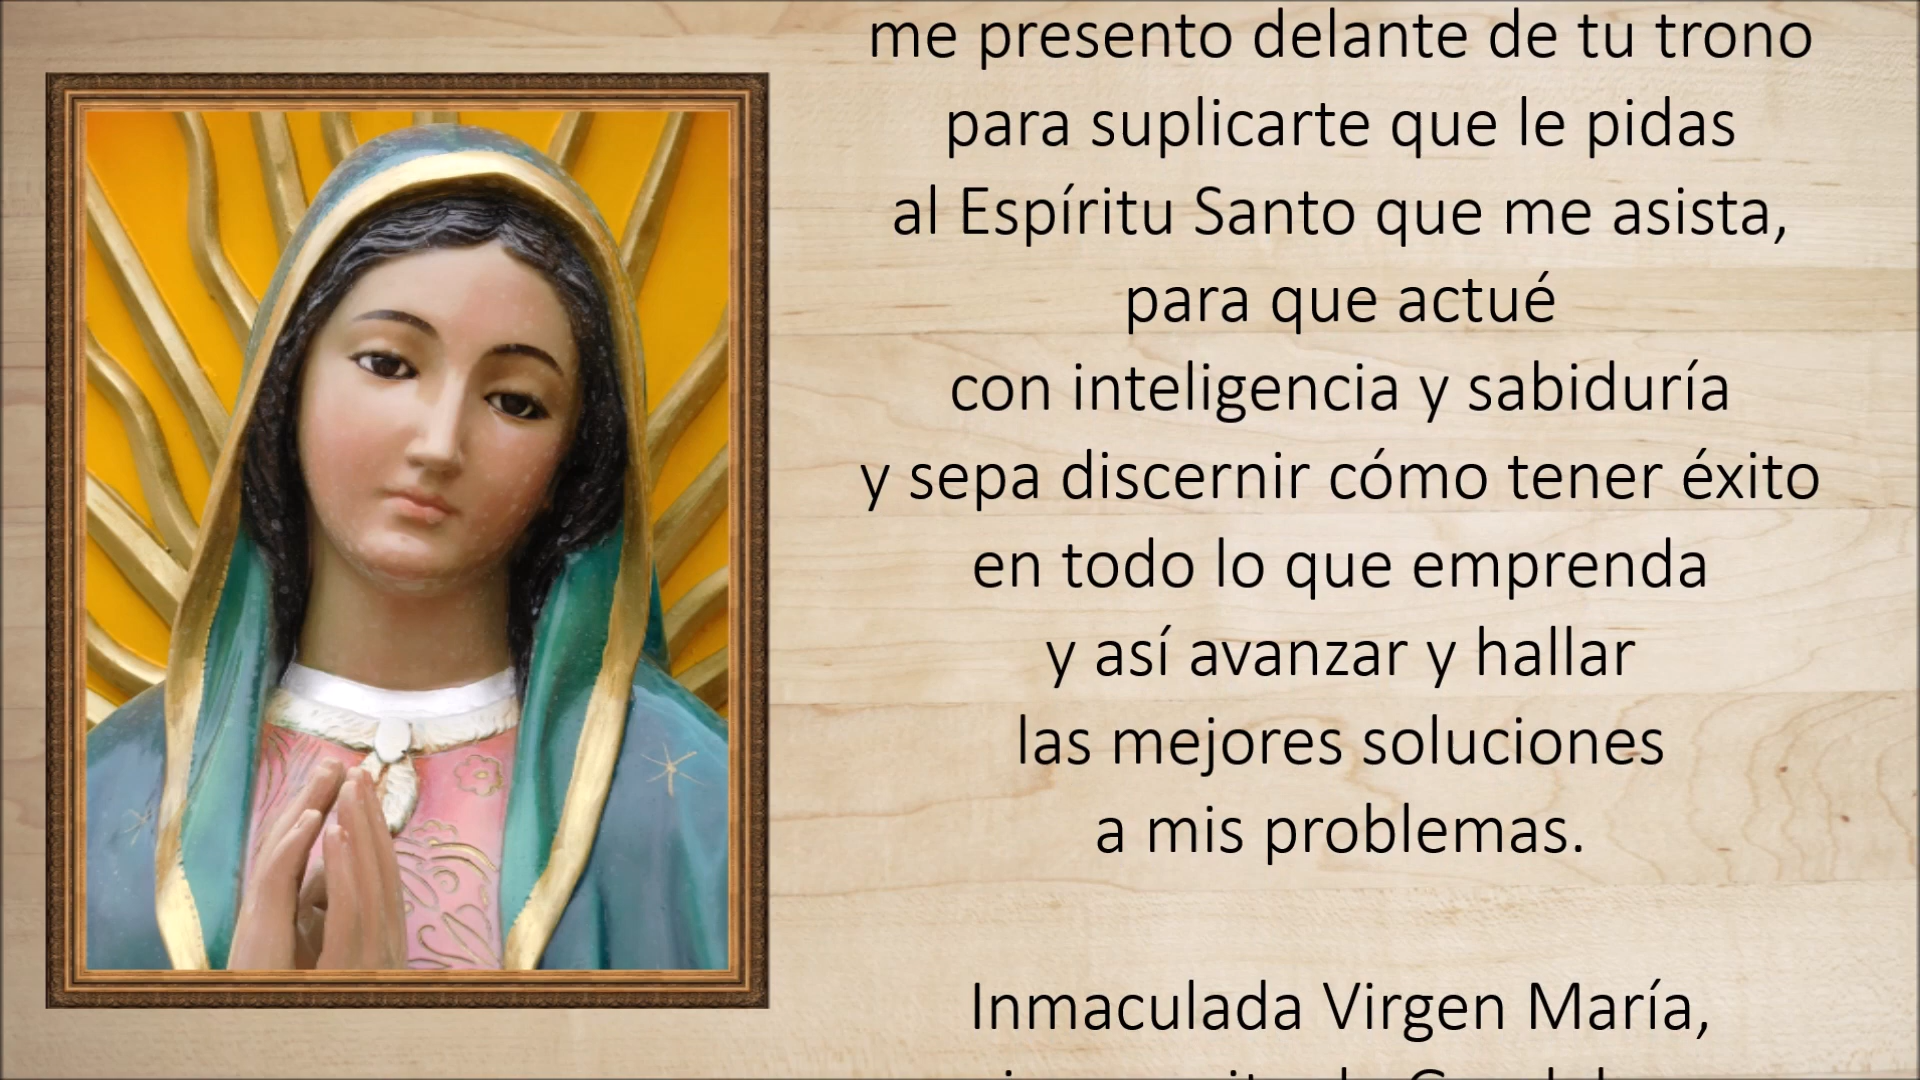 me presento delante de tu trono
para suplicarte que le pidas
al Espíritu Santo que me asista,
para que actué
con inteligencia y sabiduría
y sepa discernir cómo tener éxito
en todo lo que emprenda
y así avanzar y hallar
las mejores soluciones
a mis problemas.
Inmaculada Virgen María,